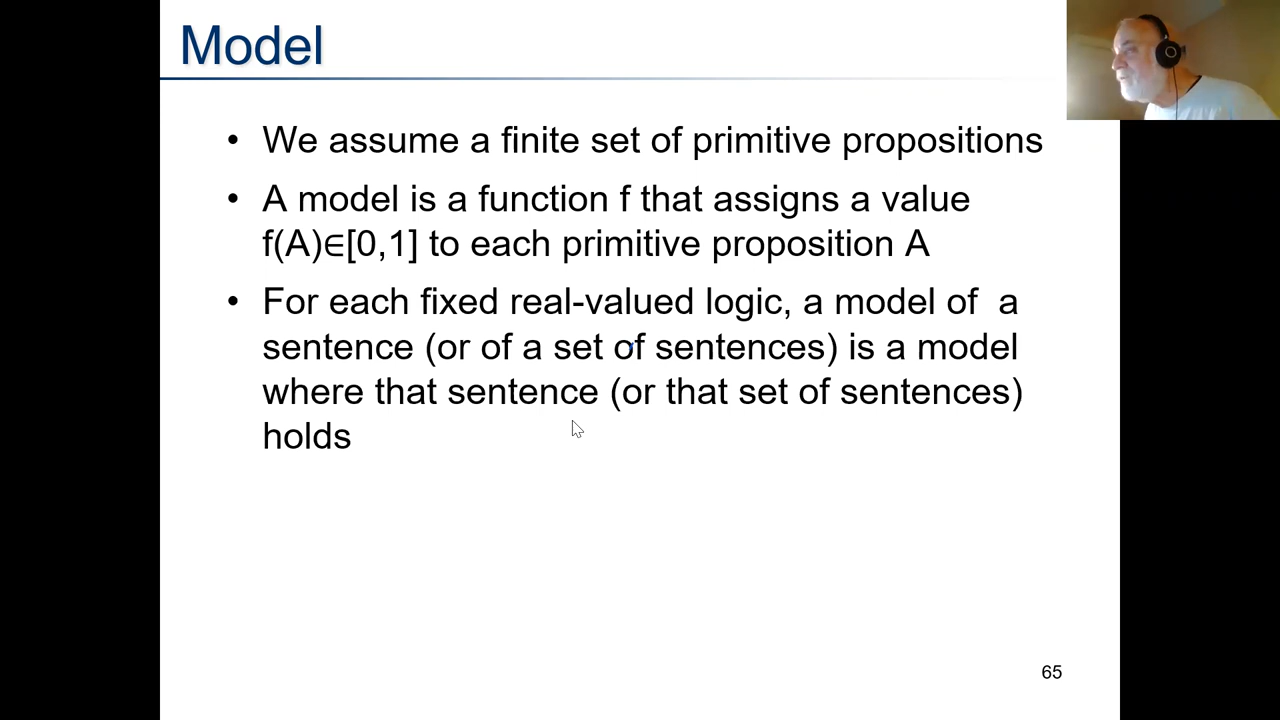 Model
• We assume a finite set of primitive propositions
• A model is a function f that assigns a value
f(A)∈[0,1] to each primitive proposition A
• For each fixed real-valued logic, a model of  a
sentence (or of a set of sentences) is a model
where that sentence (or that set of sentences)
holds
65